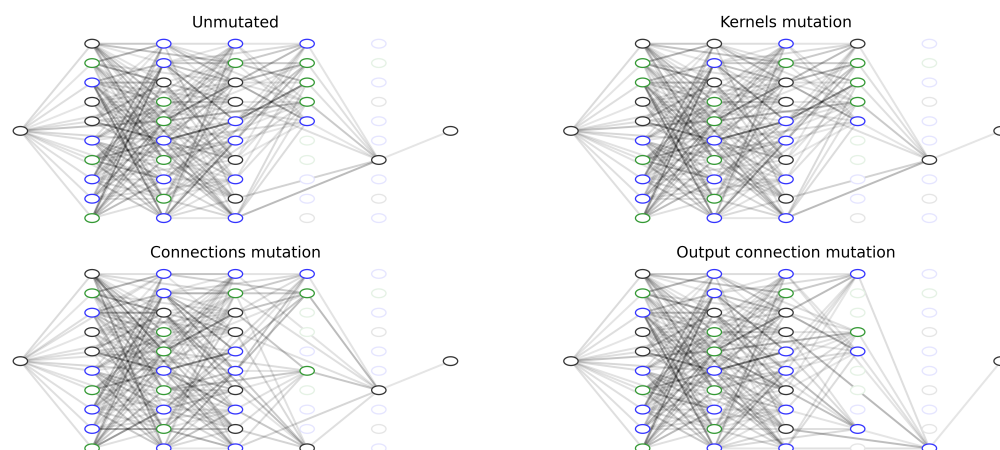 Unmutated
Kernels mutation
Connections mutation
Output connection mutation